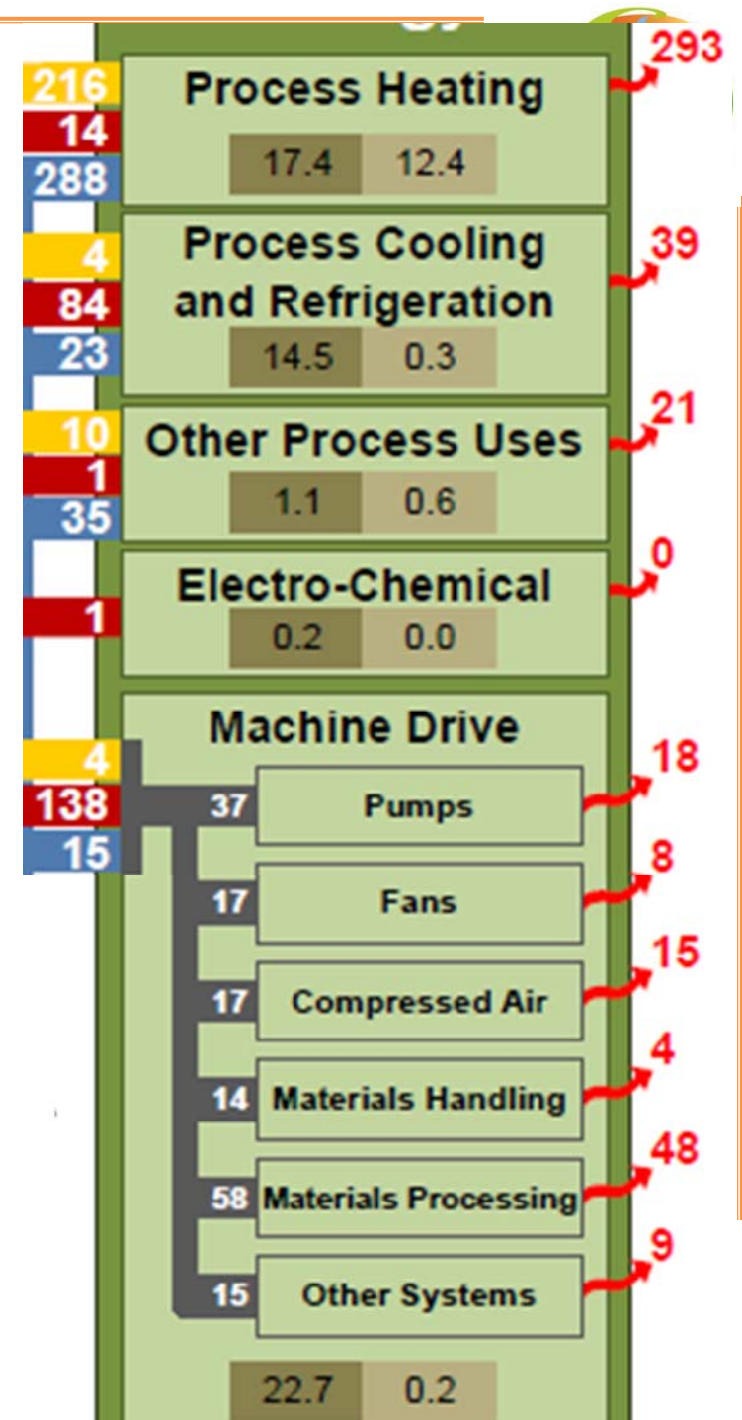 293
216 Process Heating
14
17.4 12.4
288
Process Cooling 39
4
84 and Refrigeration
23 14.5 0.3
21
10 Other Process Uses
1
35 1.1 0.6
0
Electro-Chemical
1 0.2 0.0
Machine Drive
4 18
138 37 Pumps
15 8
17 Fans
15
17 Compressed Air
4
14 Materials Handling
48
58 Materials Processing
9
15 Other Systems
22.7 0.2